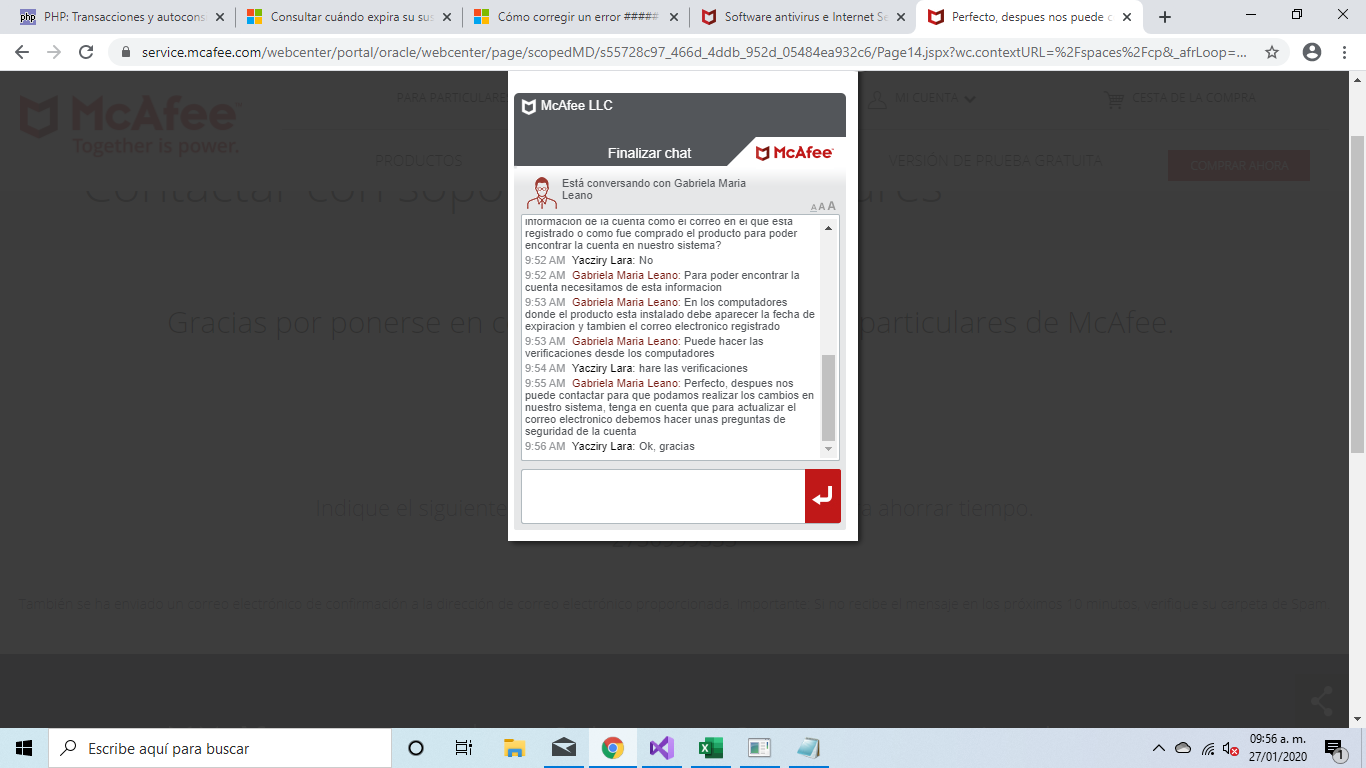 PHP: Transacciones y autocons
Consultar cuándo expira su sus
Cómo corregir un error #####
Software antivirus e Internet Se
Perfecto, despues nos puede c
service.mcafee.com/webcenter/portal/oracle/webcenter/page/scopedMD/s55728c97_466d_4ddb_952d_05484ea932c6/Page14.jspx?wc.contextURL=%2Fspaces%2Fcp&_afrLoop=...
McAfee
Together is power.
PARA PARTICULARE
MI CUENTA
CESTA DE LA COMPRA
PRODUCTOS
VERSIÓN DE PRUEBA GRATUITA
COMPRAR AHORA
Contactar con sopo
ares
McAfee LLC
Finalizar chat
McAfee
Está conversando con Gabriela Maria
Leano
A A A
informacion de la cuenta como el correo en el que esta
registrado o como fue comprado el producto para poder
encontrar la cuenta en nuestro sistema?
9:52 AM Yacziry Lara: No
9:52 AM Gabriela Maria Leano: Para poder encontrar la
cuenta necesitamos de esta informacion
9:53 AM Gabriela Maria Leano: En los computadores
donde el producto esta instalado debe aparecer la fecha de
expiracion y tambien el correo electronico registrado
9:53 AM Gabriela Maria Leano: Puede hacer las
verificaciones desde los computadores
9:54 AM Yacziry Lara: hare las verificaciones
9:55 AM Gabriela Maria Leano: Perfecto, despues nos
puede contactar para que podamos realizar los cambios en
nuestro sistema, tenga en cuenta que para actualizar el
correo electronico debemos hacer unas preguntas de
seguridad de la cuenta
9:56 AM Yacziry Lara: Ok, gracias
Gracias por ponerse en c
particulares de McAfee.
Indique el siguiente
a ahorrar tiempo.
También se ha enviado un correo electrónico de confirmación a la dirección de correo electrónico proporcionada. Importante: Si no recibe el mensaje en los próximos 10 minutos, verifique su carpeta de Spam.
Escribe aquí para buscar
09:56 a. m.
27/01/2020
1